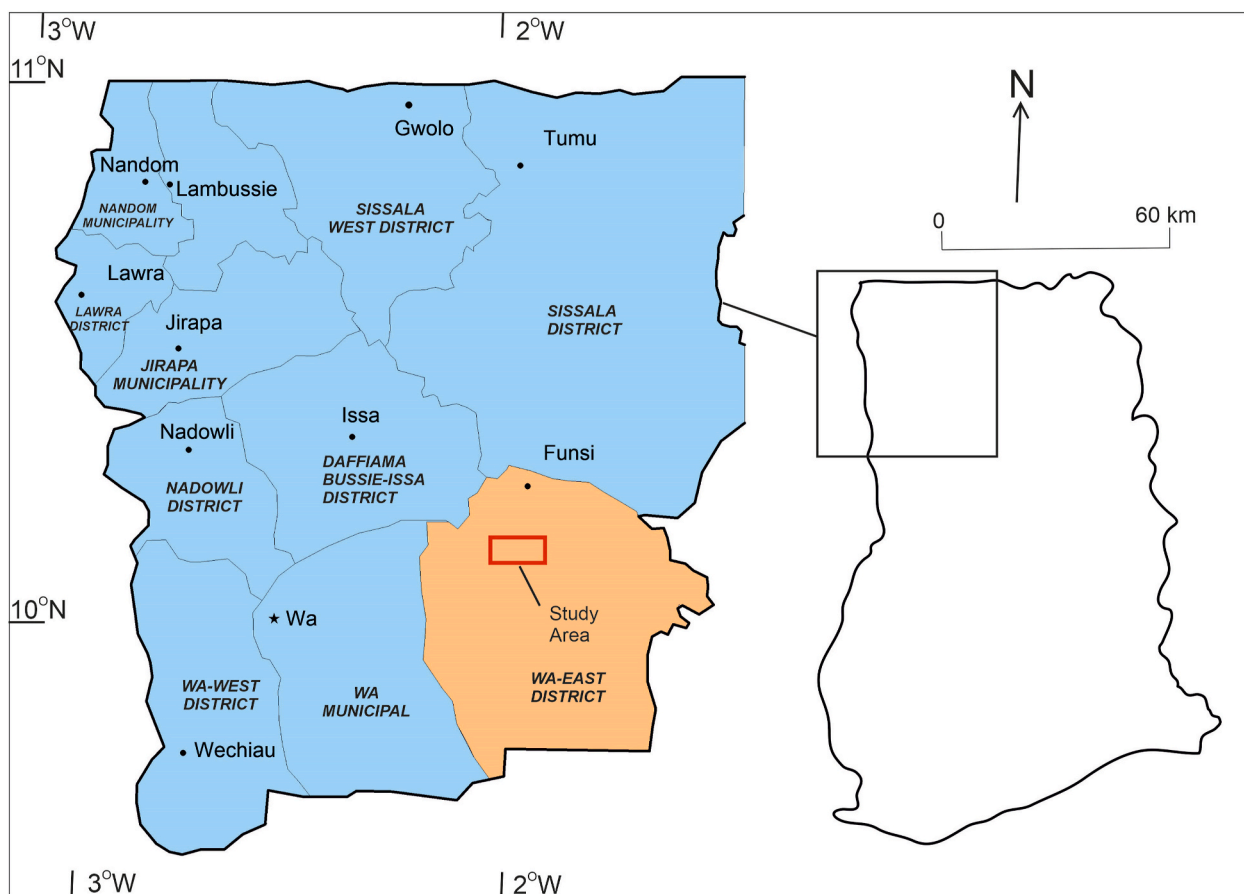 3°W
2°W
11°N
N
Gwolo
Tumu
Nandom
Lambussie
NANDOM
MUNICIPALITY
SISSALA
WEST DISTRICT
0
60 km
Lawra
LAWRA
DISTRICT
Jirapa
JIRAPA
MUNICIPALITY
SISSALA
DISTRICT
Nadowli
Issa
NADOWLI
DISTRICT
DAFFIAMA
BUSSIE-ISSA
DISTRICT
Funsi
10°N
Wa
Study
Area
WA-WEST
DISTRICT
WA
MUNICIPAL
WA-EAST
DISTRICT
Wechiau
3°W
2°W